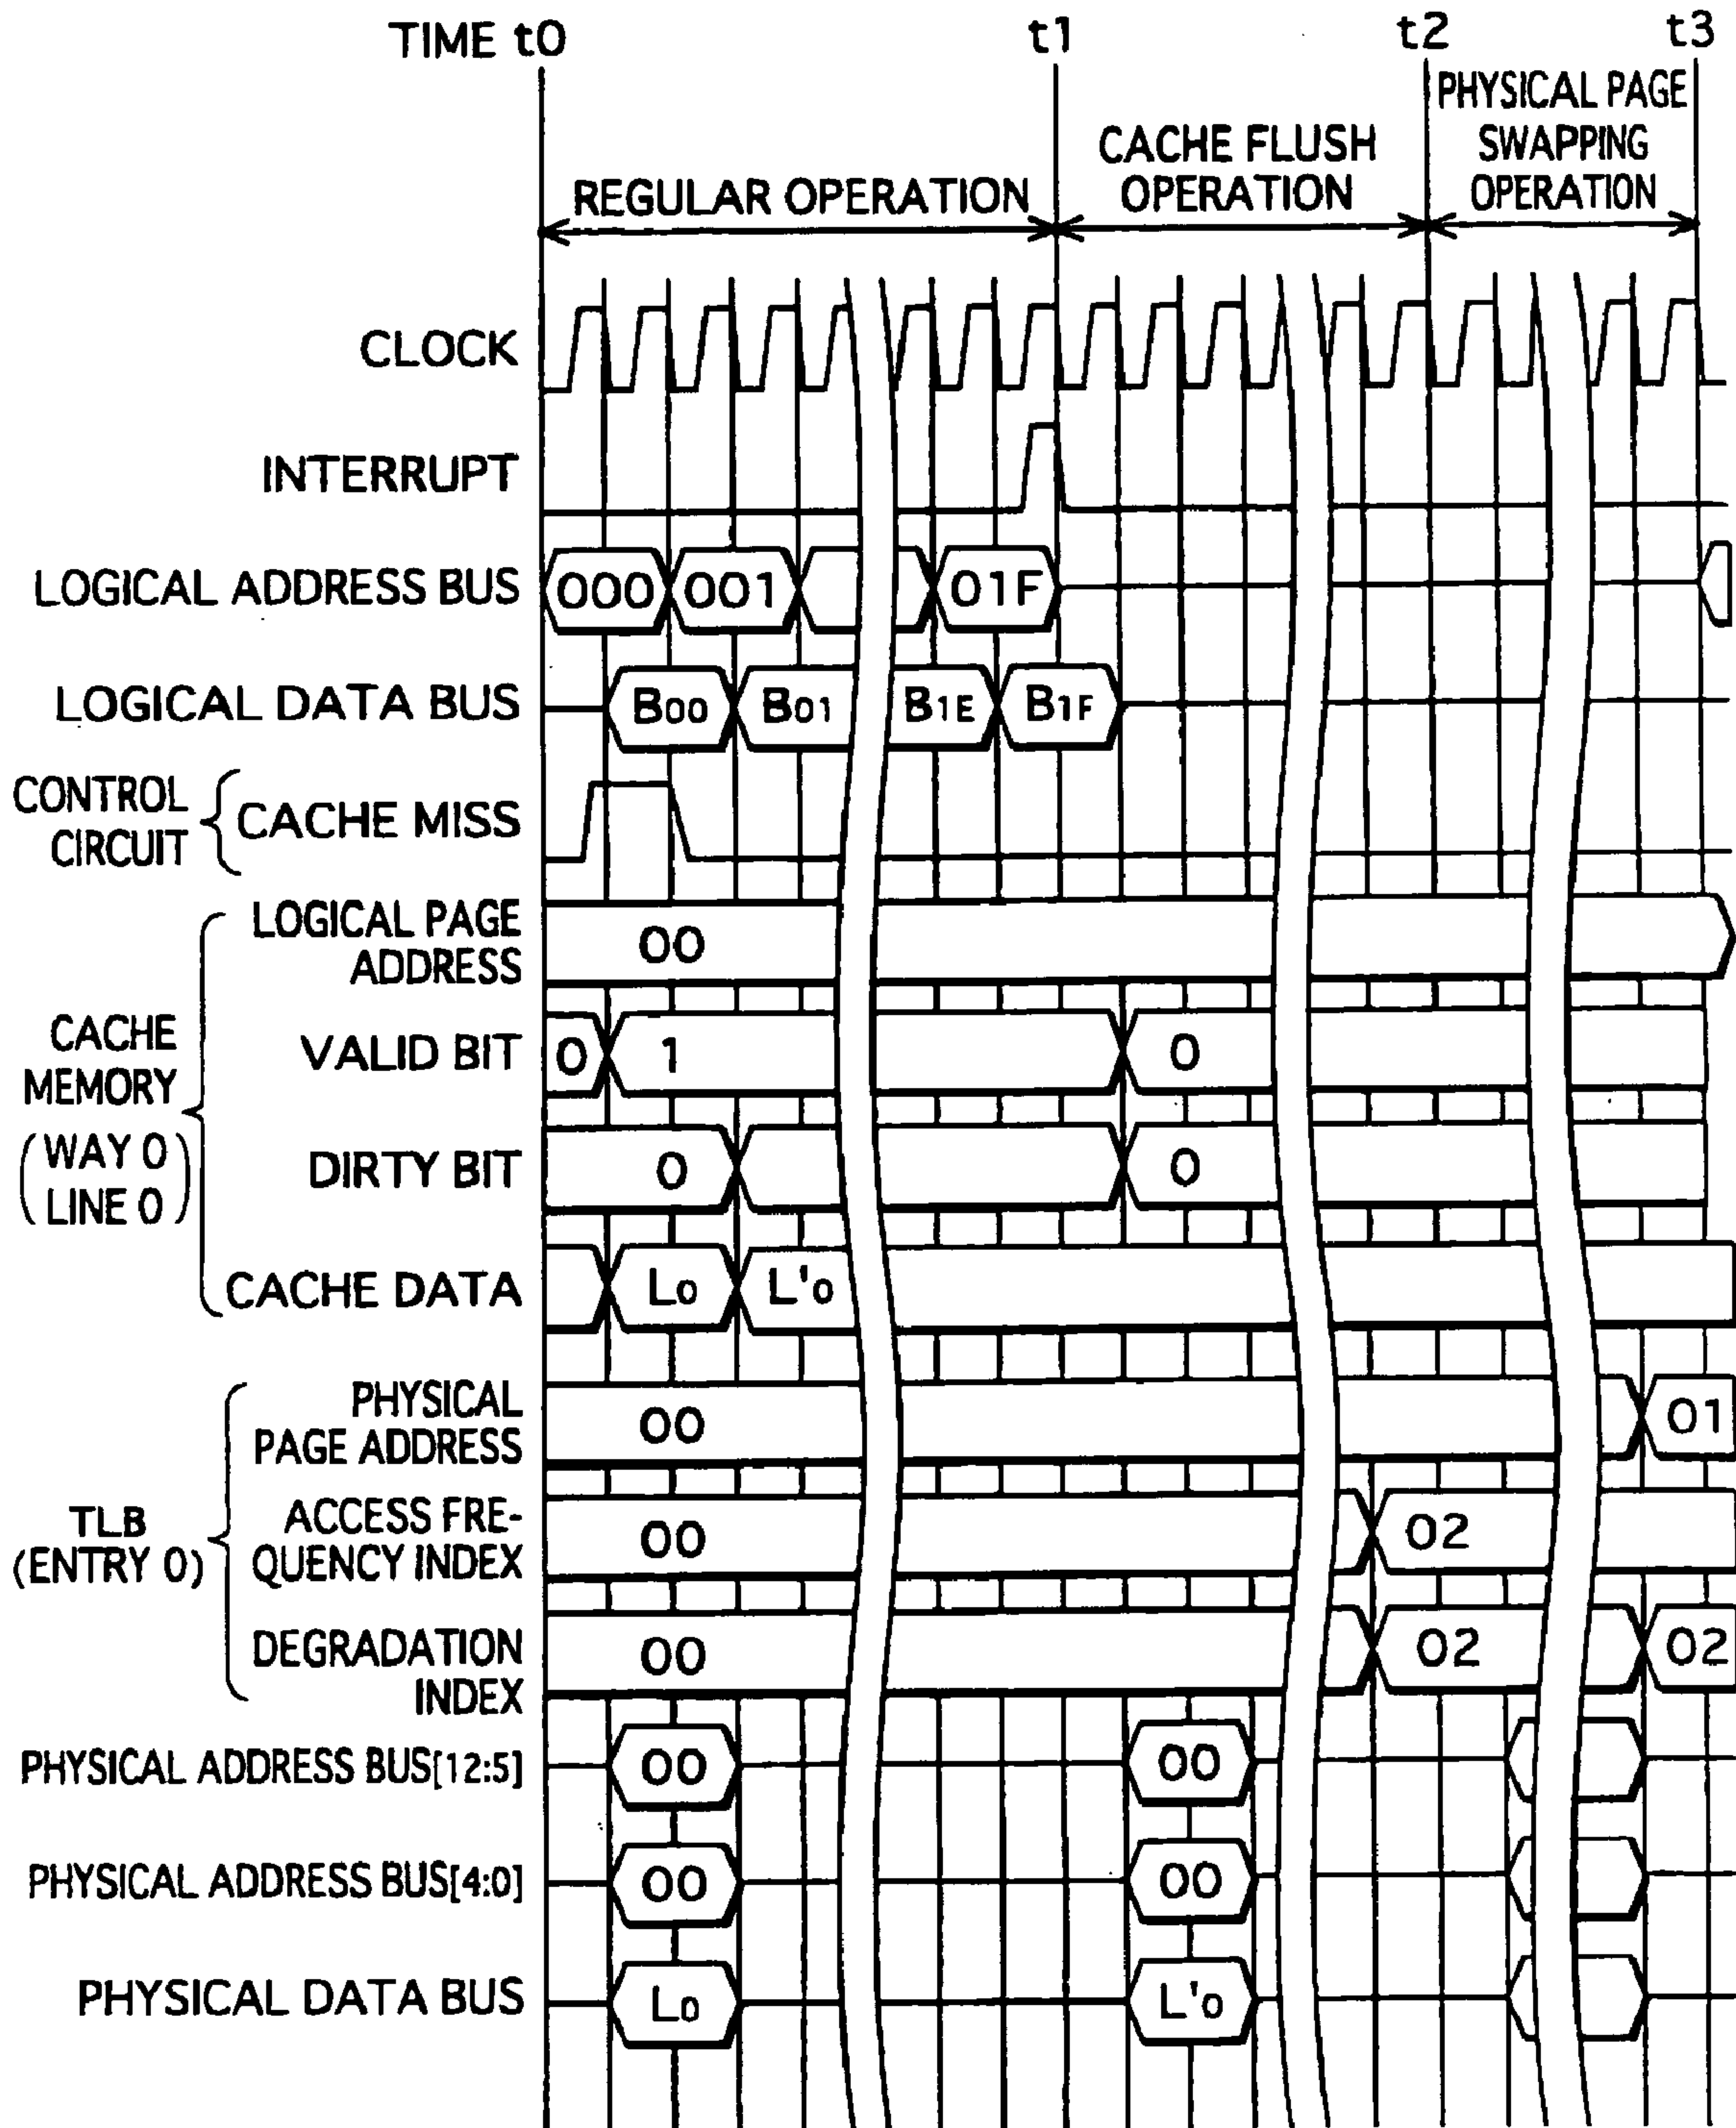 TIME t0 t1 t2 t3
PHYSICAL PAGE
SWAPPING
OPERATION
CACHE FLUSH
OPERATION
REGULAR OPERATION
CLOCK
INTERRUPT
LOGICAL ADDRESS BUS 000 001 01F
LOGICAL DATA BUS B00 B01 B1E B1F
CONTROL
CIRCUIT
CACHE MISS
LOGICAL PAGE
ADDRESS
00
CACHE
MEMORY
(WAY 0
LINE 0)
VALID BIT 0 1 0
DIRTY BIT 0 0
CACHE DATA L0 L'0
PHYSICAL
PAGE ADDRESS
00 01
TLB
(ENTRY 0)
ACCESS FRE-
QUENCY INDEX
00 02
DEGRADATION
INDEX
00 02 02
PHYSICAL ADDRESS BUS[12:5] 00 00
PHYSICAL ADDRESS BUS[4:0] 00 00
PHYSICAL DATA BUS L0 L'0